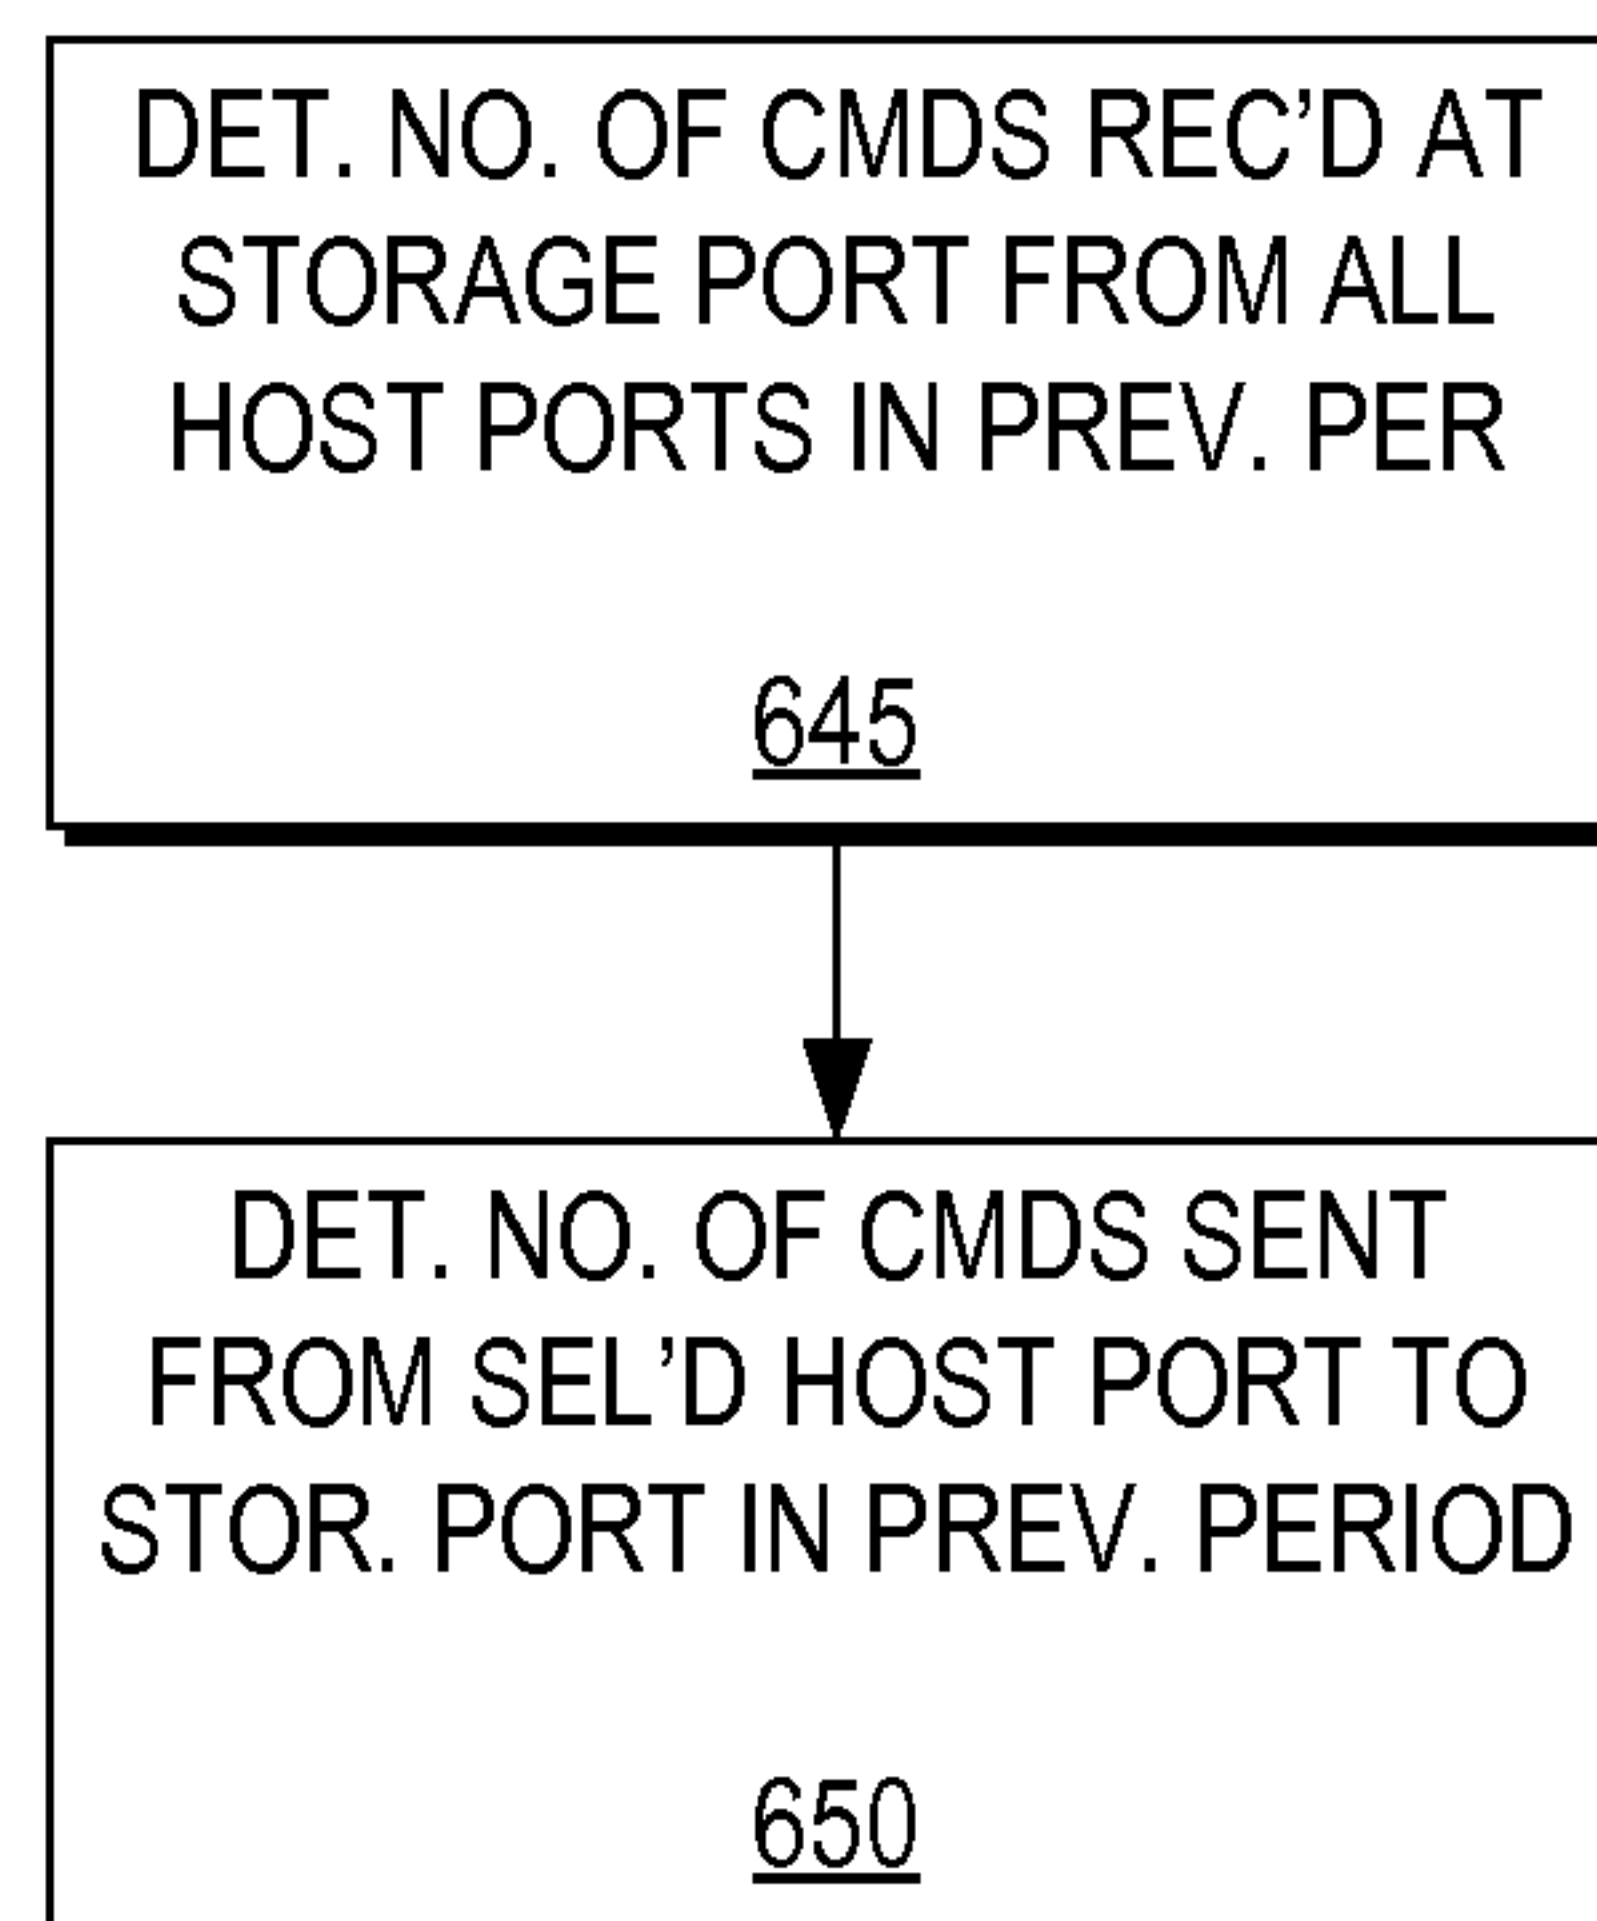 DET. NO. OF CMDS REC’D AT
STORAGE PORT FROM ALL
HOST PORTS IN PREV. PER
645
DET. NO. OF CMDS SENT
FROM SEL’D HOST PORT TO
STOR. PORT IN PREV. PERIOD
650